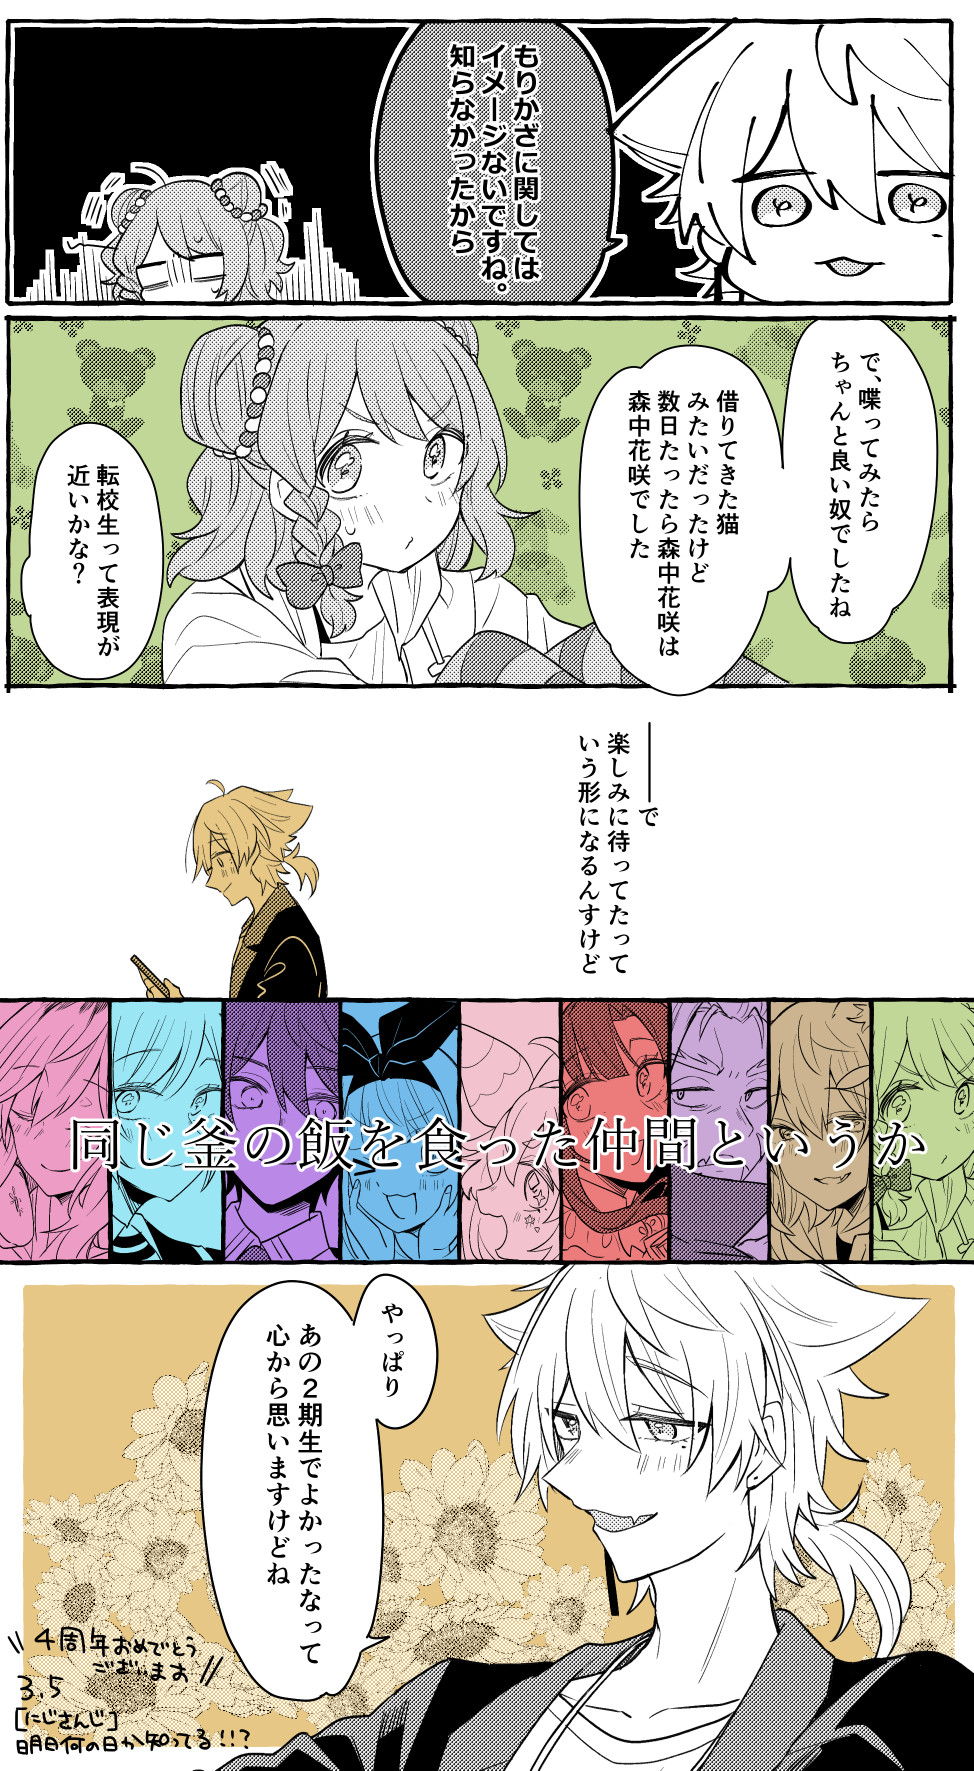 もりかざに関しては
イメージないですね。
知らなかったから
で、喋ってみたら
ちゃんと良い奴でしたね
借りてきた猫
みたいだったけど
数日たったら森中花咲は
森中花咲でした
転校生って表現が
近いかな？
――で
楽しみに待ってたって
いう形になるんすけど
同じ釜の飯を食った仲間というか
やっぱり
あの2期生でよかったなって
心から思いますけどね
\\ 4周年おめでとう
ございます //
3.5
[にじさんじ]
明日何の日か知ってる!!?